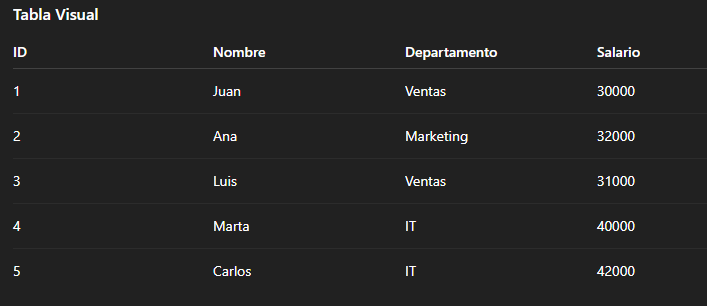 Tabla Visual
ID Nombre Departamento Salario
1 Juan Ventas 30000
2 Ana Marketing 32000
3 Luis Ventas 31000
4 Marta IT 40000
5 Carlos IT 42000